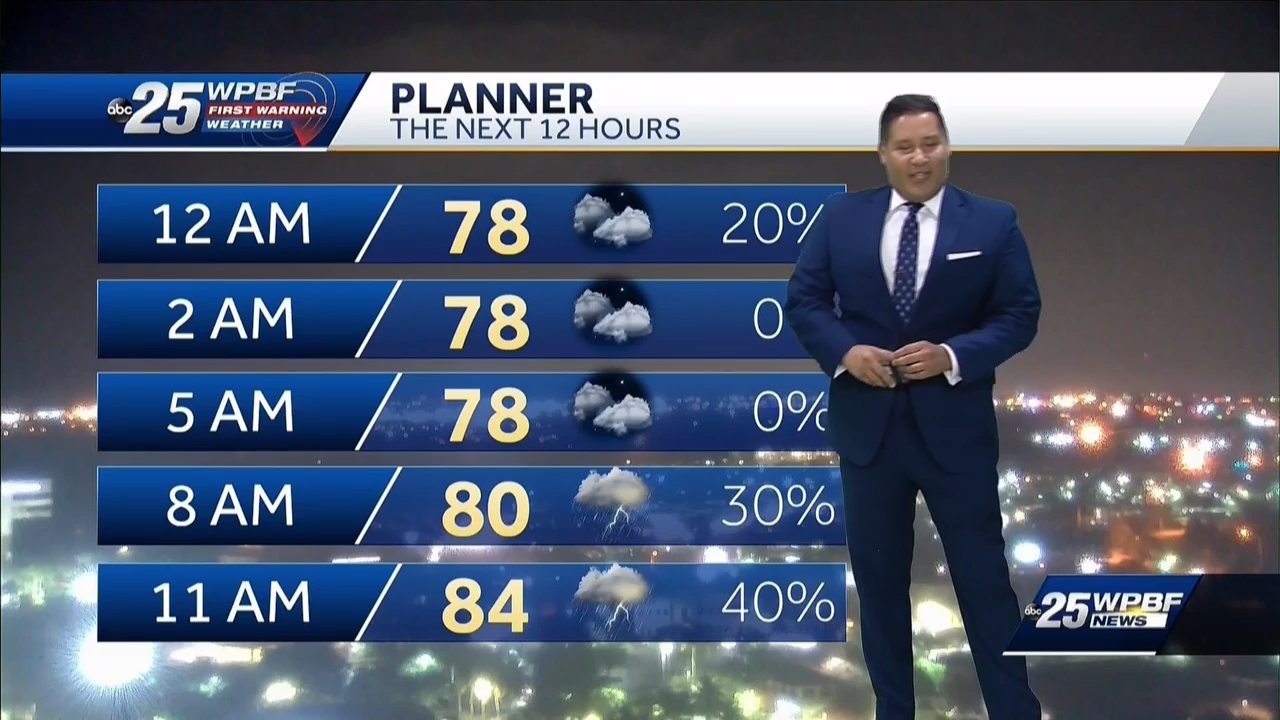 abc 25 WPBF
FIRST WARNING
WEATHER
PLANNER
THE NEXT 12 HOURS
12 AM 78 20%
2 AM 78 0
5 AM 78 0%
8 AM 80 30%
11 AM 84 40%
abc 25 WPBF
NEWS